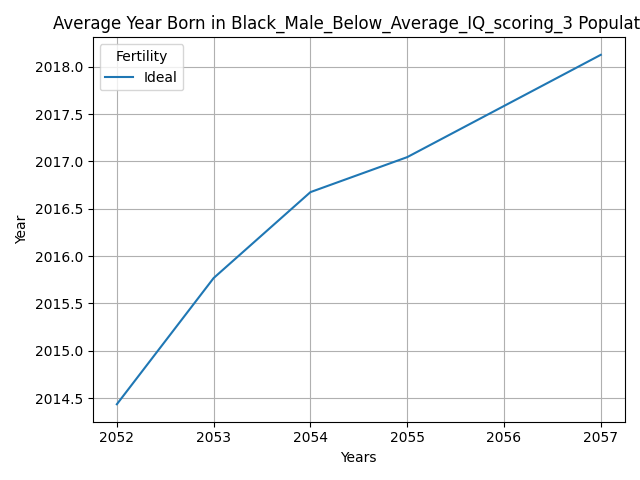 Average Year Born in Black_Male_Below_Average_IQ_scoring_3 Populat
Fertility
Ideal
2018.0
2017.5
2017.0
2016.5
2016.0
2015.5
2015.0
2014.5
Year
2052 2053 2054 2055 2056 2057
Years